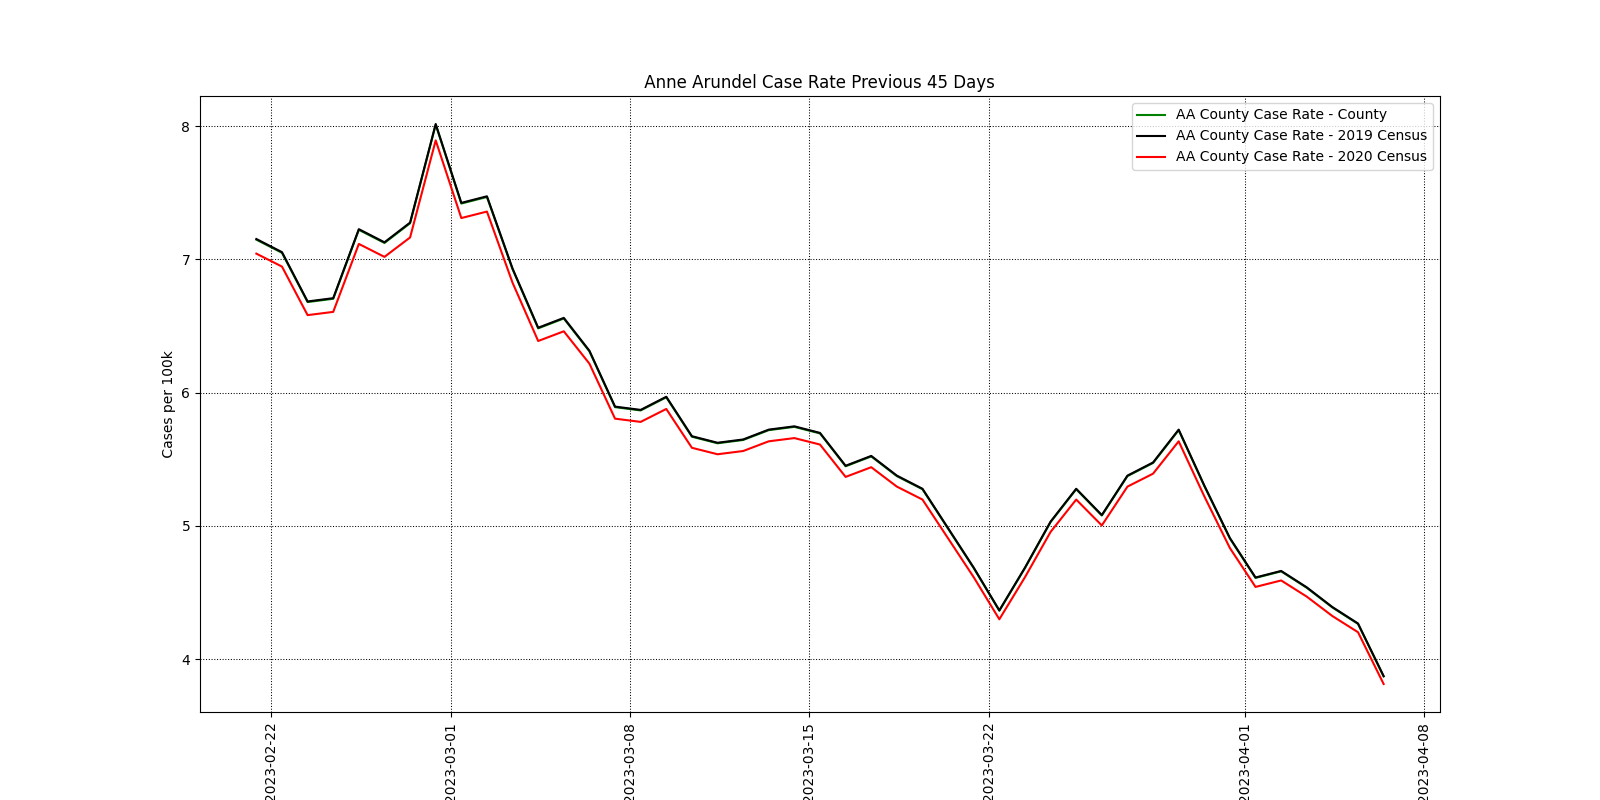 Anne Arundel Case Rate Previous 45 Days
AA County Case Rate - County
AA County Case Rate - 2019 Census
AA County Case Rate - 2020 Census
Cases per 100k
8
7
6
5
4
2023-02-22
2023-03-01
2023-03-08
2023-03-15
2023-03-22
2023-04-01
2023-04-08